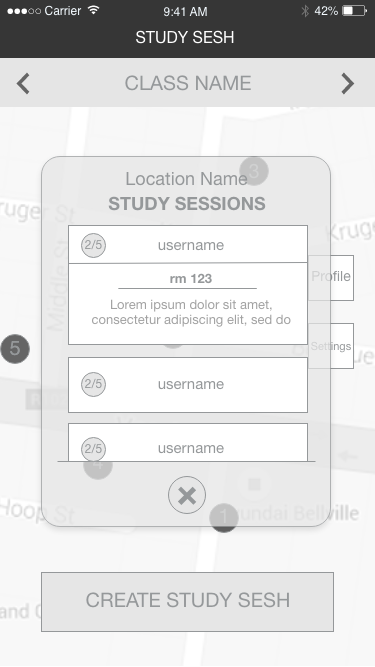 Carrier 9:41 AM 42%
STUDY SESH
CLASS NAME
3
Location Name
STUDY SESSIONS
Kruger St
Kruge
2/5 username
Middle St
rm 123
Profile
Lorem ipsum dolor sit amet,
consectetur adipiscing elit, sed do
5
Settings
2/5 username
2/5 username
4
Hoop St
1
undai Bellville
CREATE STUDY SESH